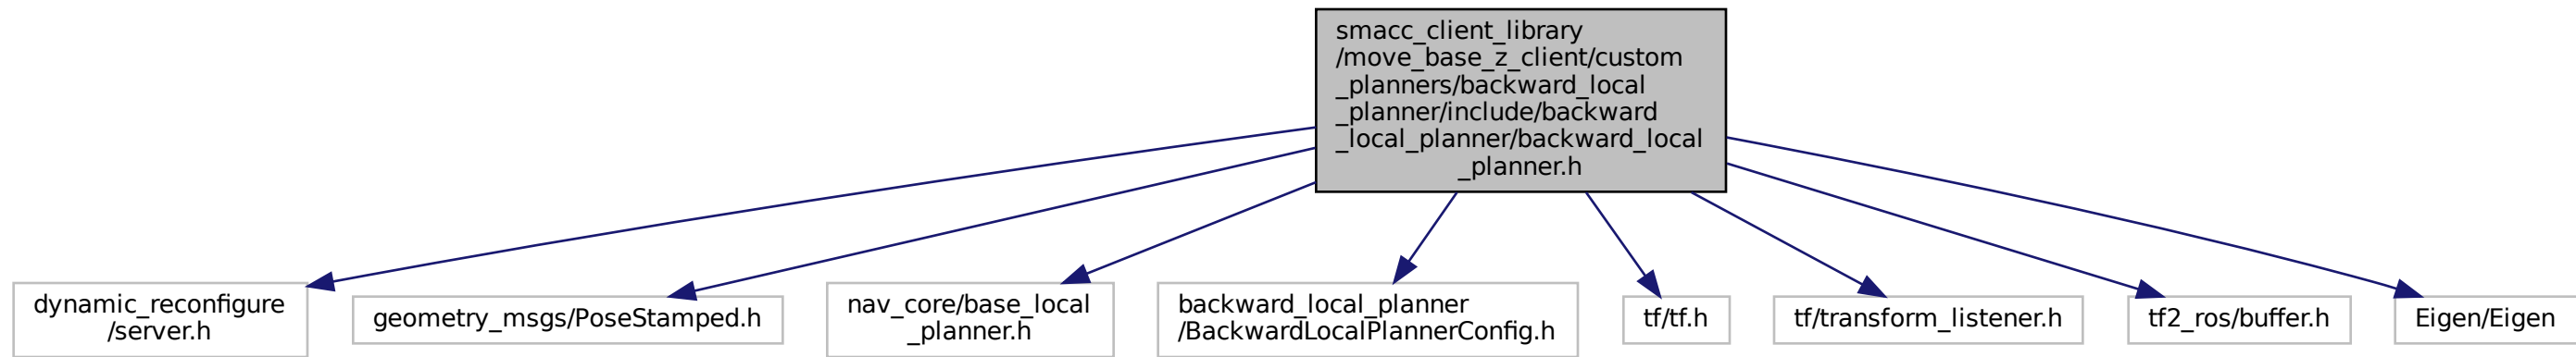 smacc_client_library
/move_base_z_client/custom
_planners/backward_local
_planner/include/backward
_local_planner/backward_local
_planner.h
dynamic_reconfigure
/server.h
geometry_msgs/PoseStamped.h
nav_core/base_local
_planner.h
backward_local_planner
/BackwardLocalPlannerConfig.h
tf/tf.h
tf/transform_listener.h
tf2_ros/buffer.h
Eigen/Eigen